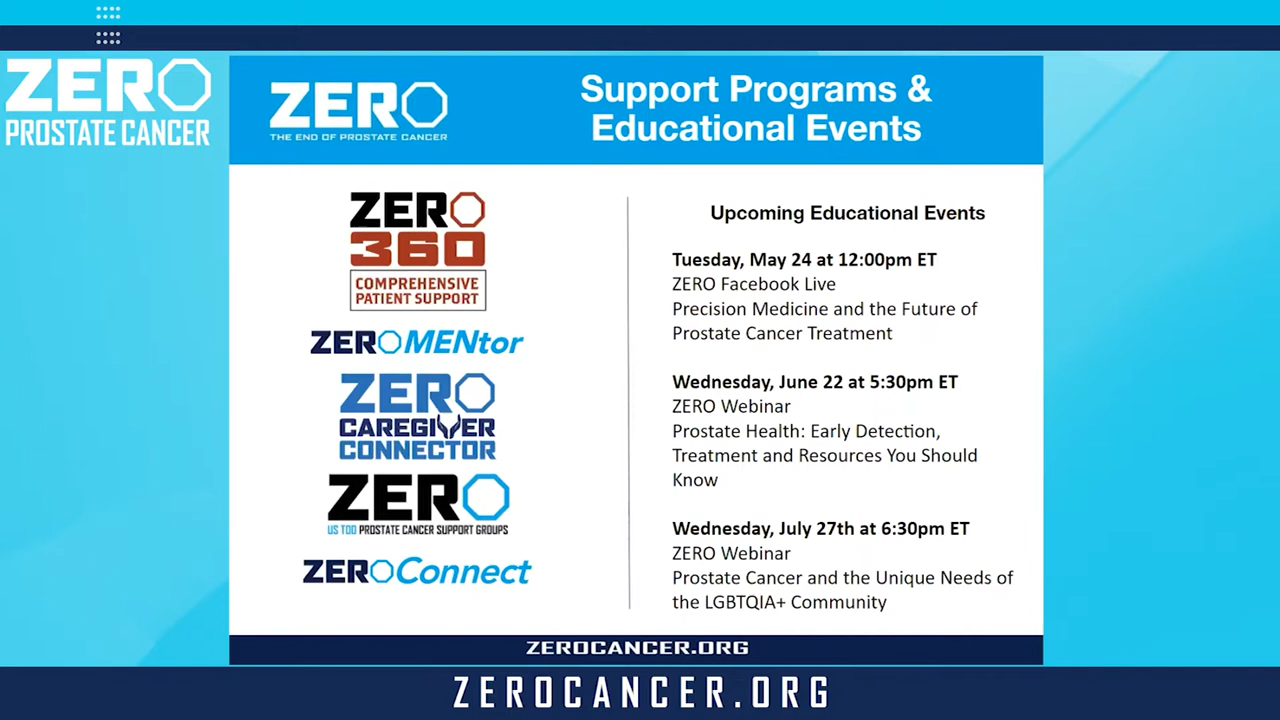 ZERO
PROSTATE CANCER
ZERO
THE END OF PROSTATE CANCER
Support Programs &
Educational Events
ZERO
360
COMPREHENSIVE
PATIENT SUPPORT
ZEROMENtor
ZERO
CAREGIVER
CONNECTOR
ZERO
US TOO PROSTATE CANCER SUPPORT GROUPS
ZEROConnect
Upcoming Educational Events
Tuesday, May 24 at 12:00pm ET
ZERO Facebook Live
Precision Medicine and the Future of
Prostate Cancer Treatment
Wednesday, June 22 at 5:30pm ET
ZERO Webinar
Prostate Health: Early Detection,
Treatment and Resources You Should
Know
Wednesday, July 27th at 6:30pm ET
ZERO Webinar
Prostate Cancer and the Unique Needs of
the LGBTQIA+ Community
ZEROCANCER.ORG
ZEROCANCER.ORG